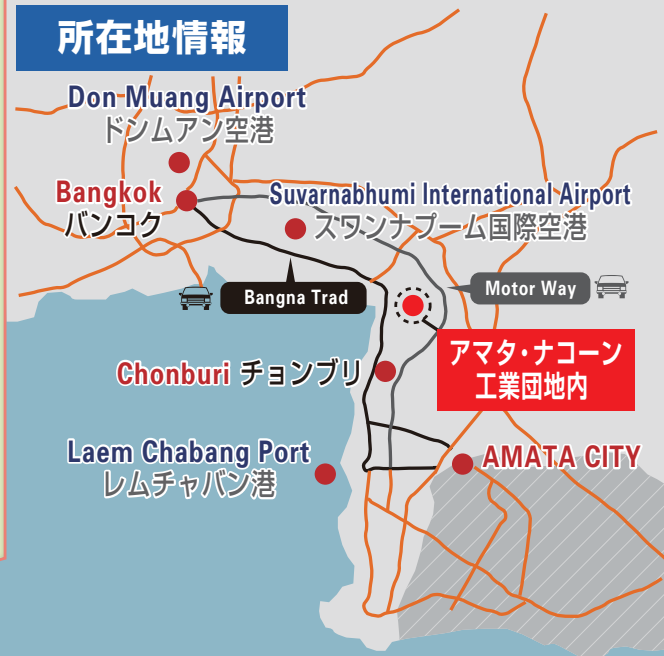 所在地情報
Don Muang Airport
ドンムアン空港
Bangkok
バンコク
Suvarnabhumi International Airport
スワンナプーム国際空港
Bangna Trad
Motor Way
アマタ・ナコーン
工業団地内
Chonburi チョンブリ
Laem Chabang Port
レムチャバン港
AMATA CITY